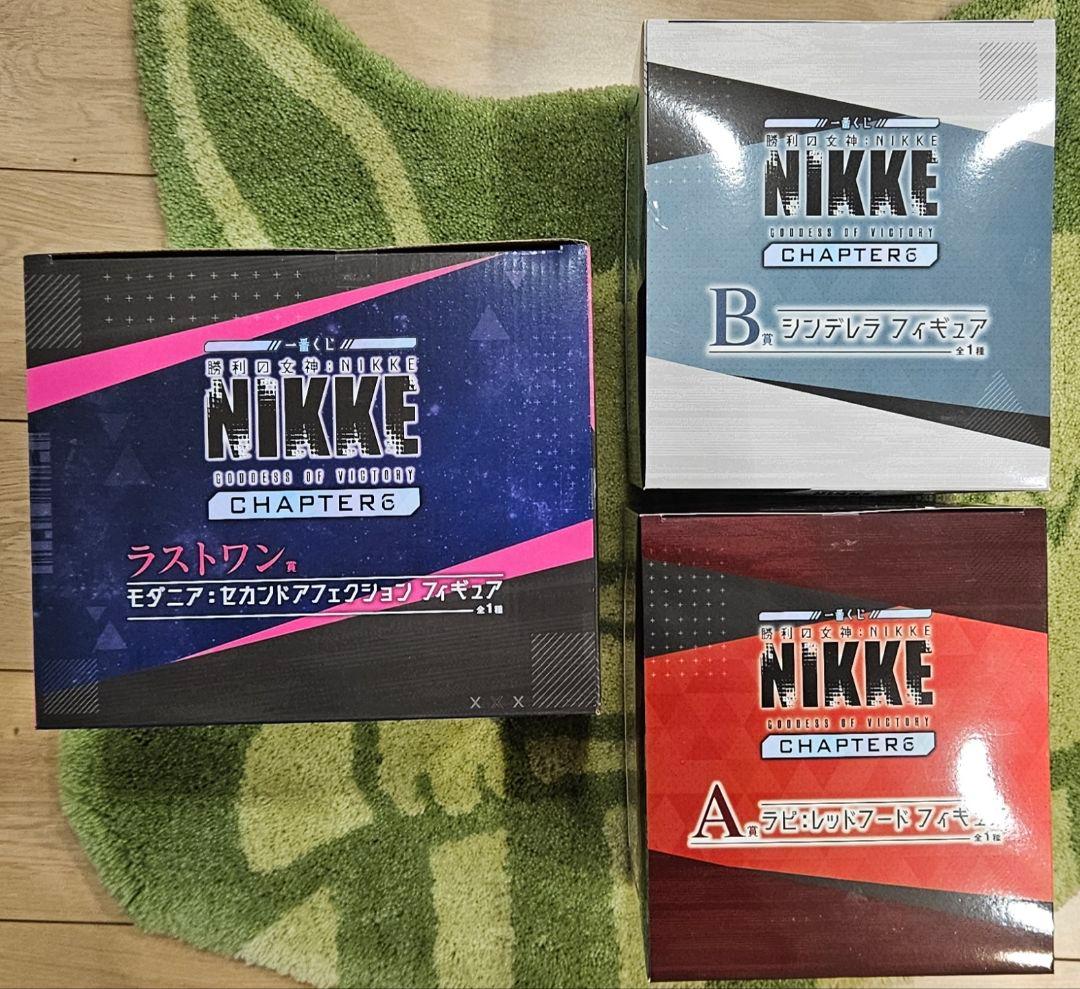 一番くじ
勝利の女神:NIKKE
NIKKE
GODDESS OF VICTORY
CHAPTER6
ラストワン賞
モダニア:セカンドアフェクション フィギュア
全1種
X X X
一番くじ
勝利の女神:NIKKE
NIKKE
GODDESS OF VICTORY
CHAPTER6
B賞 シンデレラ フィギュア
全1種
一番くじ
勝利の女神:NIKKE
NIKKE
GODDESS OF VICTORY
CHAPTER6
A賞 ラピ:レッドフード フィギュア
全1種